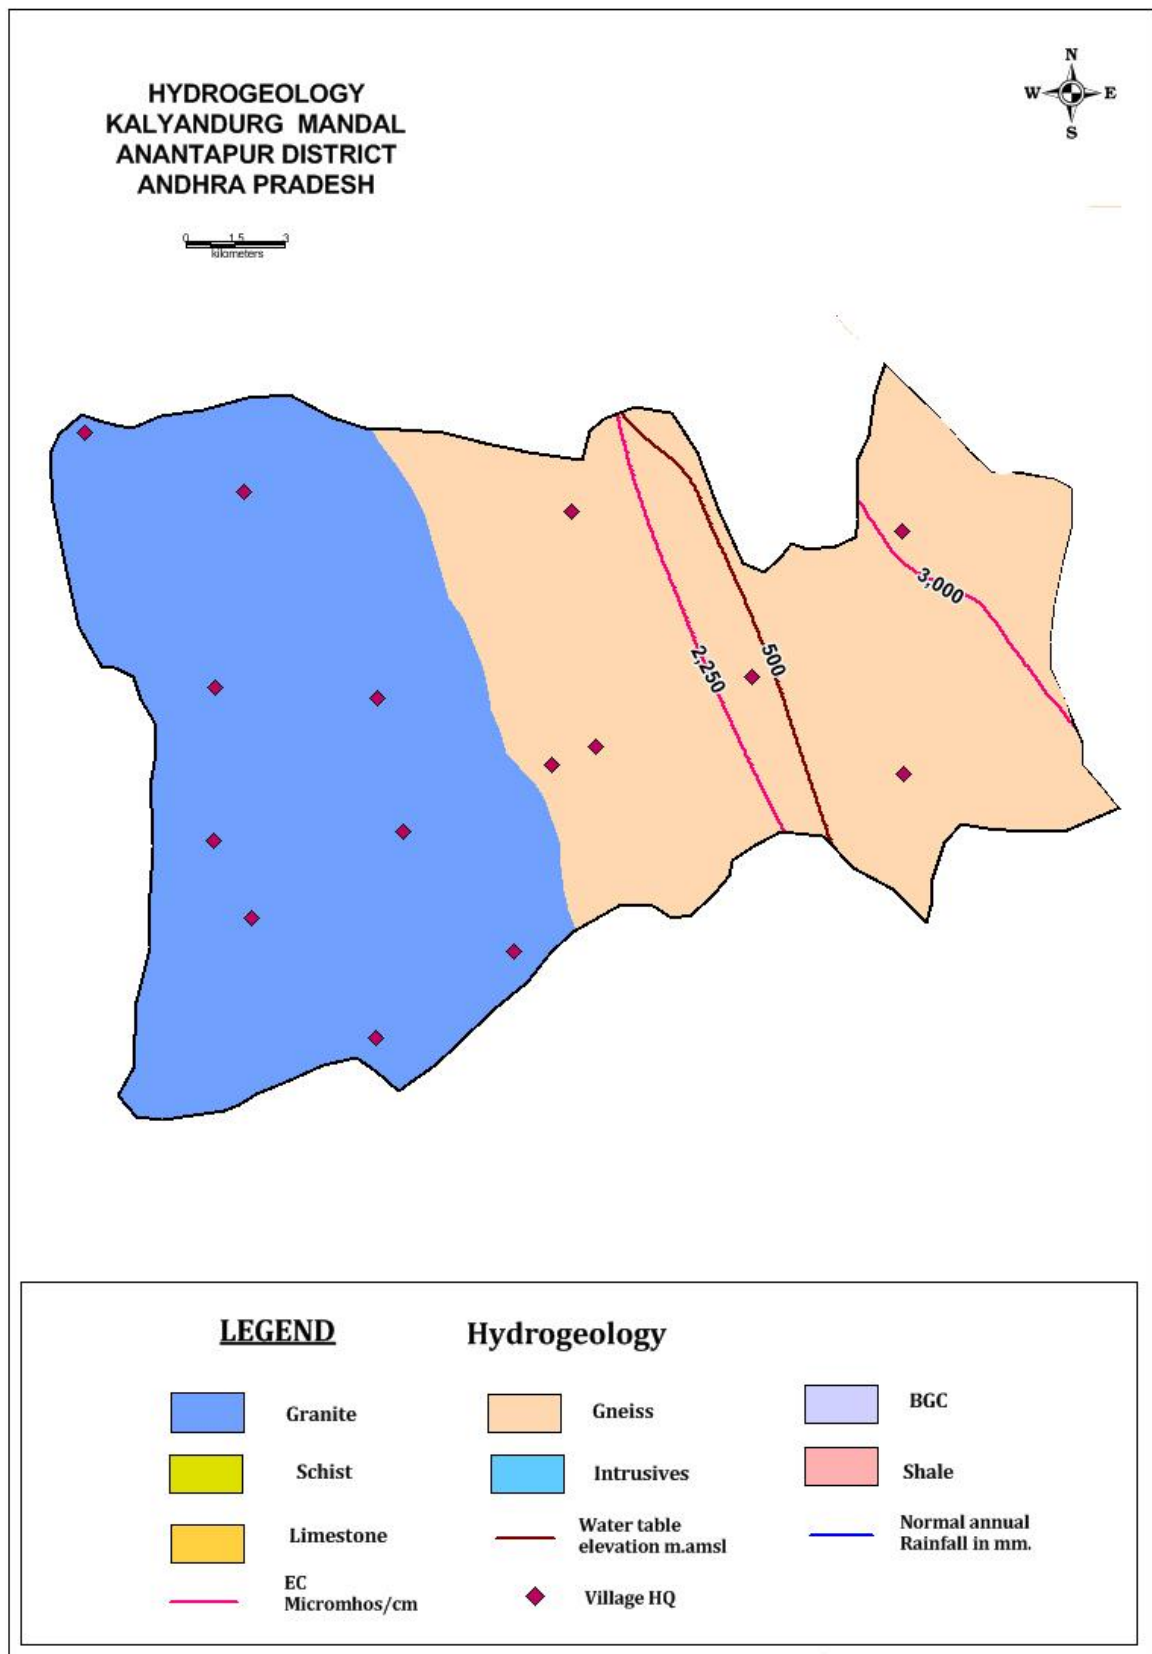 HYDROGEOLOGY
KALYANDURG MANDAL
ANANTAPUR DISTRICT
ANDHRA PRADESH
N
W E
S
0 1.5 3
kilometers
3,000
2,250
500
LEGEND Hydrogeology
Granite Gneiss BGC
Schist Intrusives Shale
Limestone
Water table
elevation m.amsl
Normal annual
Rainfall in mm.
EC
Micromhos/cm
Village HQ